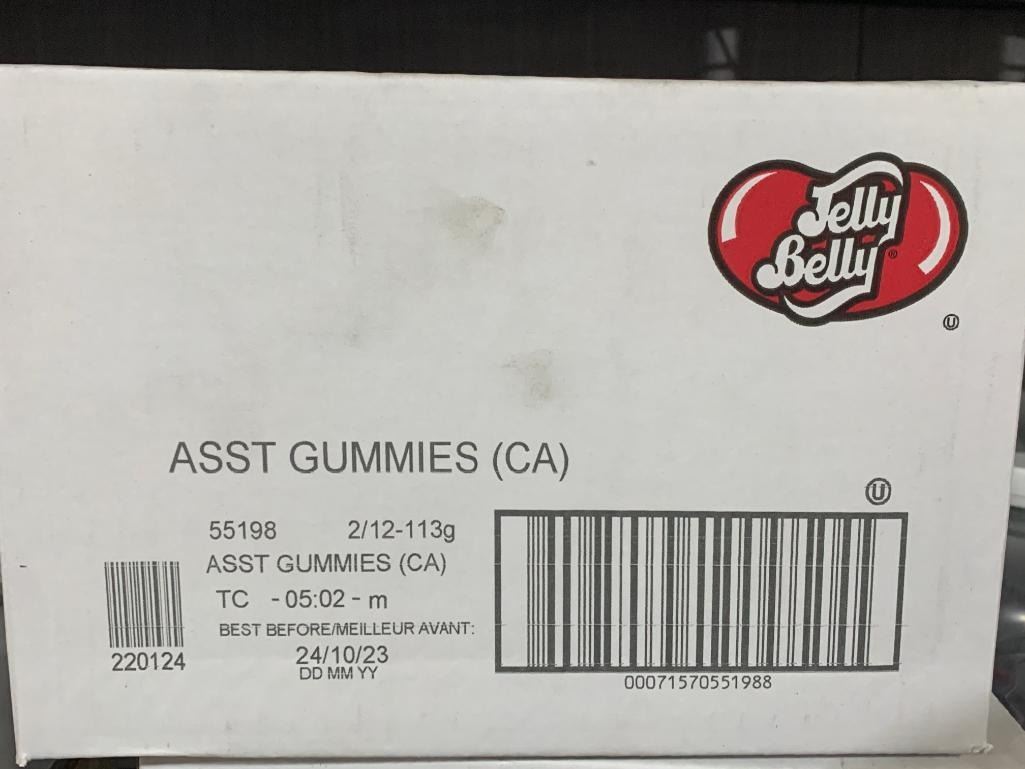 Jelly
Belly®
Ⓤ
ASST GUMMIES (CA)
Ⓤ
55198 2/12-113g
ASST GUMMIES (CA)
TC - 05:02 - m
BEST BEFORE/MEILLEUR AVANT:
24/10/23
DD MM YY
220124
00071570551988